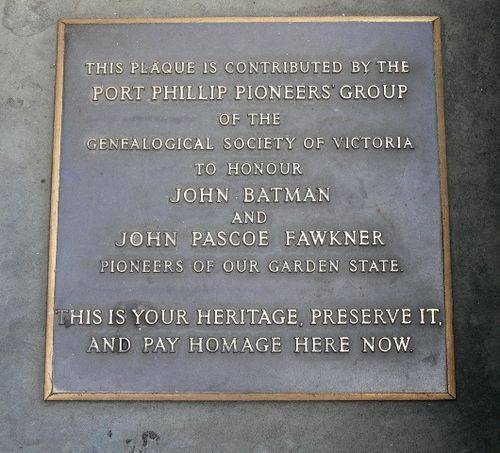 THIS PLAQUE IS CONTRIBUTED BY THE
PORT PHILLIP PIONEERS' GROUP
OF THE
GENEALOGICAL SOCIETY OF VICTORIA
TO HONOUR
JOHN BATMAN
AND
JOHN PASCOE FAWKNER
PIONEERS OF OUR GARDEN STATE.
THIS IS YOUR HERITAGE, PRESERVE IT,
AND PAY HOMAGE HERE NOW.